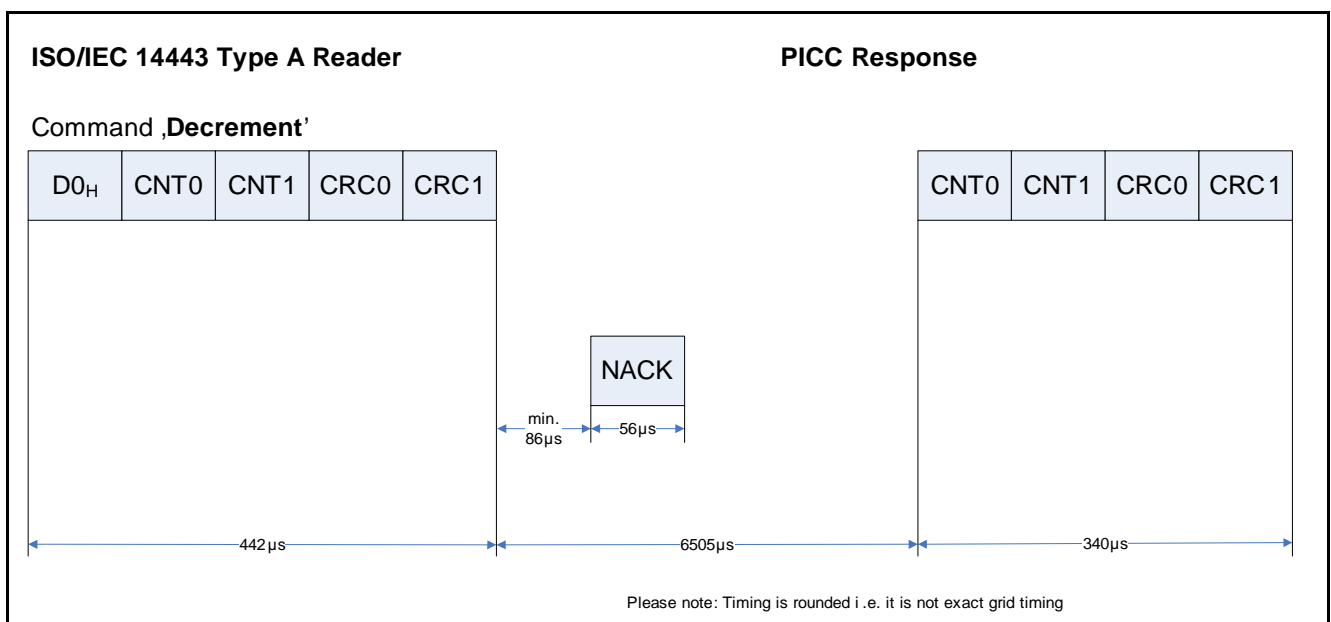 ISO/IEC 14443 Type A Reader
PICC Response
Command ‚Decrement’
D0H CNT0 CNT1 CRC0 CRC1
CNT0 CNT1 CRC0 CRC1
NACK
min.
86µs
56µs
442µs
6505µs
340µs
Please note: Timing is rounded i .e. it is not exact grid timing